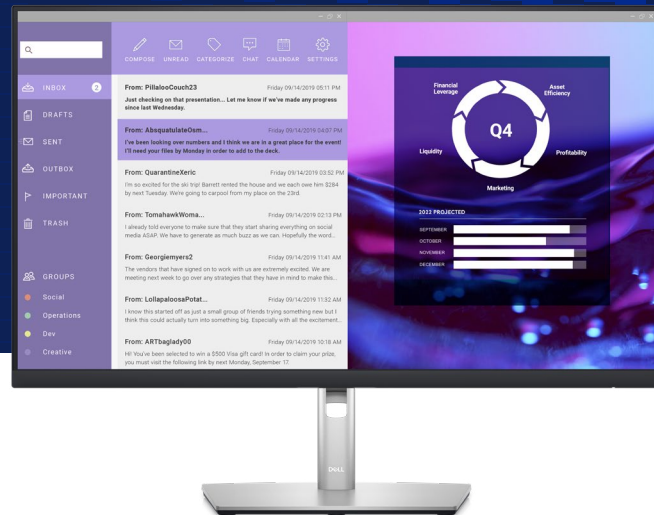 COMPOSE UNREAD CATEGORIZE CHAT CALENDAR SETTINGS
INBOX 2
DRAFTS
SENT
OUTBOX
IMPORTANT
TRASH
GROUPS
Social
Operations
Dev
Creative
From: PillalooCouch23 Friday 09/14/2019 05:11 PM
Just checking on that presentation... Let me know if we've made any progress
since last Wednesday.
From: AbsquatulateOsm... Friday 09/14/2019 04:57 PM
I've been looking over numbers and I think we are in a great place for the event!
I'll need your files by Monday in order to add to the deck.
From: QuarantineXeric Friday 09/14/2019 03:52 PM
I'm so excited for the ski trip! Barrett rented the house and we each owe him $284
by next Tuesday. We're going to carpool from my place on the 23rd.
From: TomahawkWoma... Friday 09/14/2019 02:13 PM
I already told everyone to make sure that they start sharing everything on social
media ASAP. We have to generate as much buzz as we can. Hopefully the word...
From: Georgiemyers2 Friday 09/14/2019 11:41 AM
The vendors that have signed on to work with us are extremely excited. We are
meeting next week to go over any strategies that they have in mind to make this...
From: LollapaloosaPotat... Friday 09/14/2019 11:32 AM
I know this started off as just a small group of friends trying something new but I
think this could actually turn into something big. Especially with all the excitement...
From: ARTbaglady00 Friday 09/14/2019 10:18 AM
Hi! You've been selected to win a $500 Visa gift card! In order to claim your prize,
you must visit the following link by next Monday, September 17.
Financial
Leverage
Asset
Efficiency
Q4
Liquidity
Profitability
Marketing
2022 PROJECTED
SEPTEMBER
OCTOBER
NOVEMBER
DECEMBER
DELL